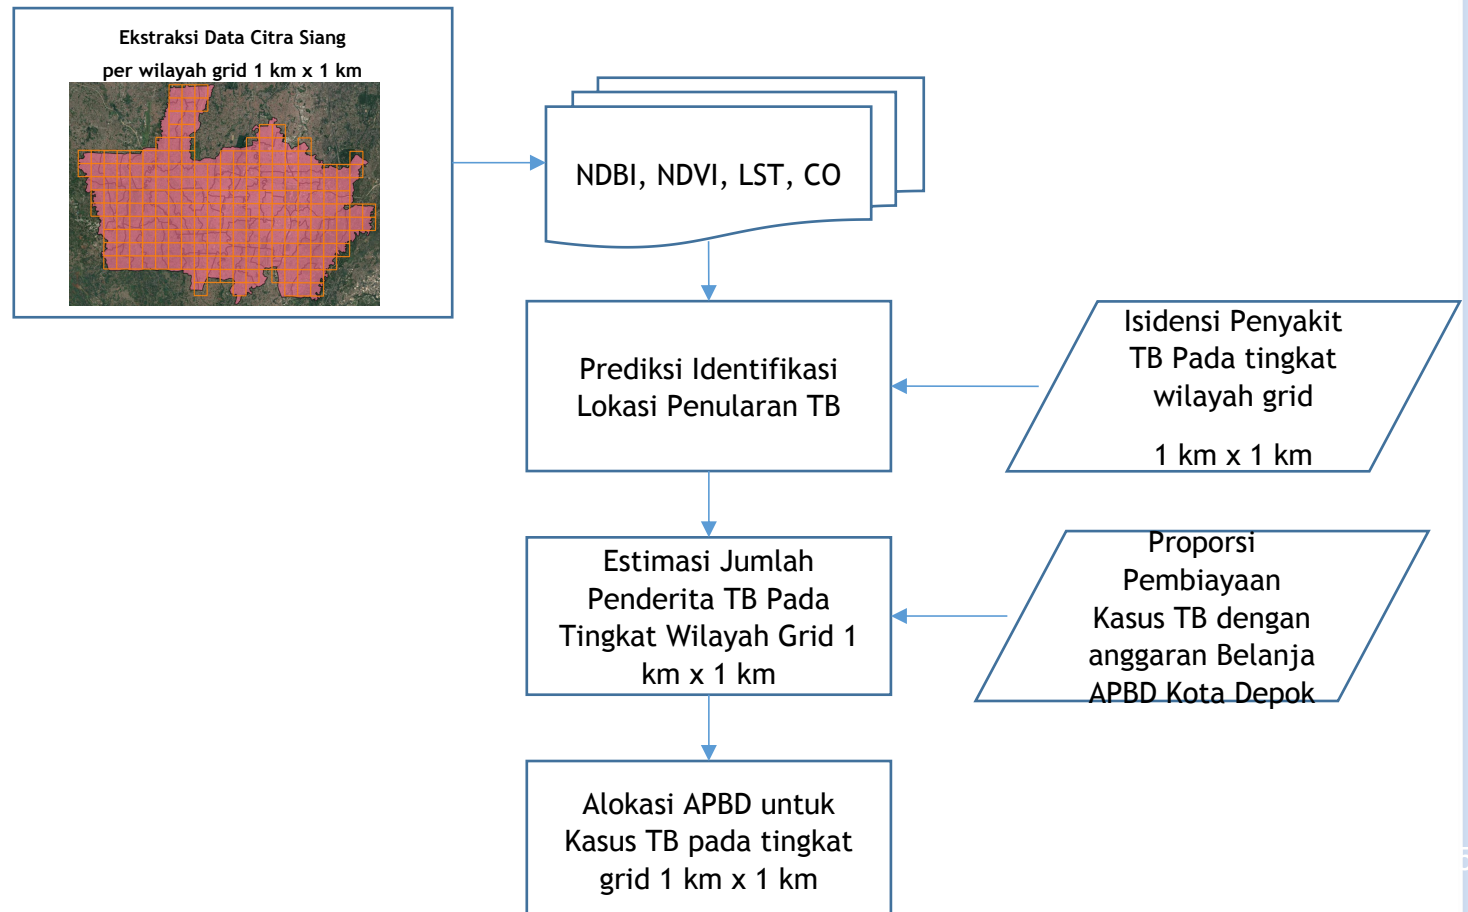 Ekstraksi Data Citra Siang
per wilayah grid 1 km x 1 km
NDBI, NDVI, LST, CO
Prediksi Identifikasi
Lokasi Penularan TB
Isidensi Penyakit
TB Pada tingkat
wilayah grid
1 km x 1 km
Estimasi Jumlah
Penderita TB Pada
Tingkat Wilayah Grid 1
km x 1 km
Proporsi
Pembiayaan
Kasus TB dengan
anggaran Belanja
APBD Kota Depok
Alokasi APBD untuk
Kasus TB pada tingkat
grid 1 km x 1 km